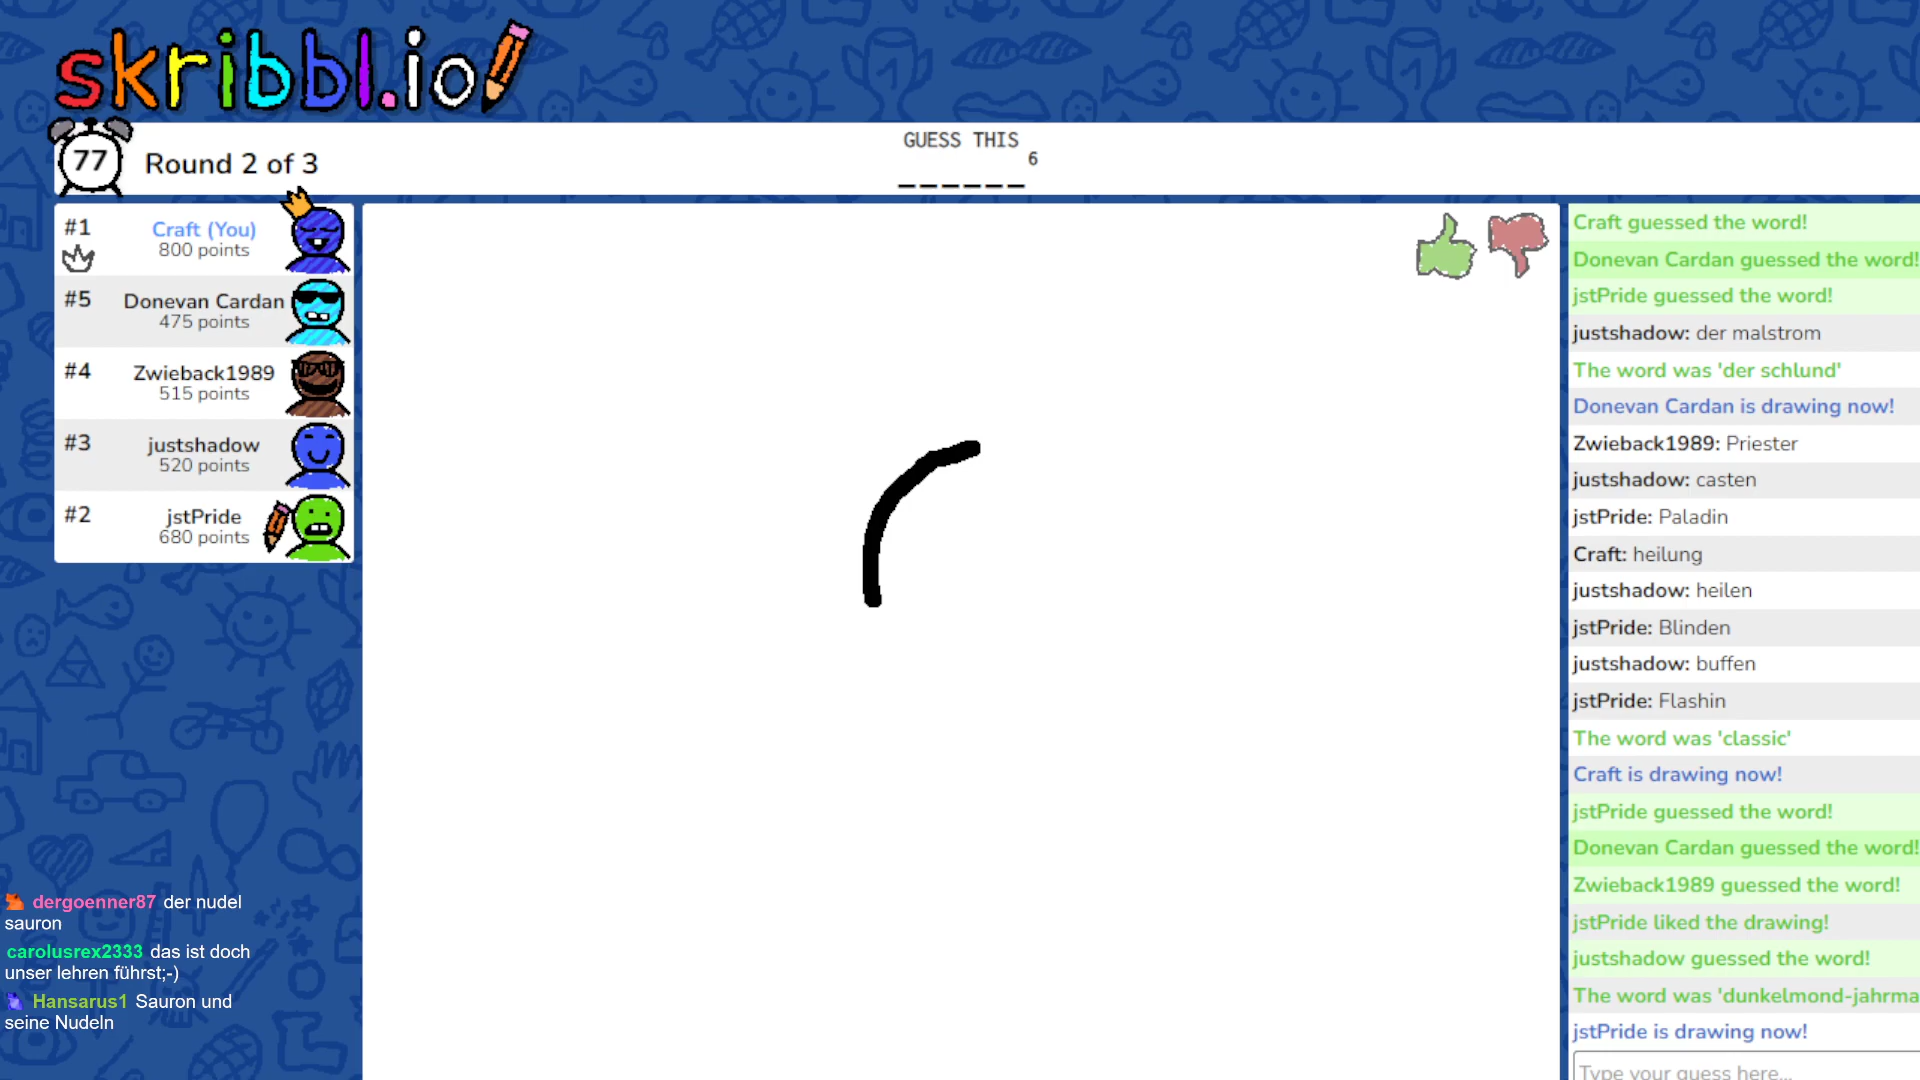 skribbl.io
77
Round 2 of 3
GUESS THIS
6
______
#1
Craft (You)
800 points
#5
Donevan Cardan
475 points
#4
Zwieback1989
515 points
#3
justshadow
520 points
#2
jstPride
680 points
Craft guessed the word!
Donevan Cardan guessed the word!
jstPride guessed the word!
justshadow: der malstrom
The word was 'der schlund'
Donevan Cardan is drawing now!
Zwieback1989: Priester
justshadow: casten
jstPride: Paladin
Craft: heilung
justshadow: heilen
jstPride: Blinden
justshadow: buffen
jstPride: Flashin
The word was 'classic'
Craft is drawing now!
jstPride guessed the word!
Donevan Cardan guessed the word!
Zwieback1989 guessed the word!
jstPride liked the drawing!
justshadow guessed the word!
The word was 'dunkelmond-jahrma
jstPride is drawing now!
Type your guess here...
dergoenner87 der nudel
sauron
carolusrex2333 das ist doch
unser lehren führst;-)
Hansarus1 Sauron und
seine Nudeln